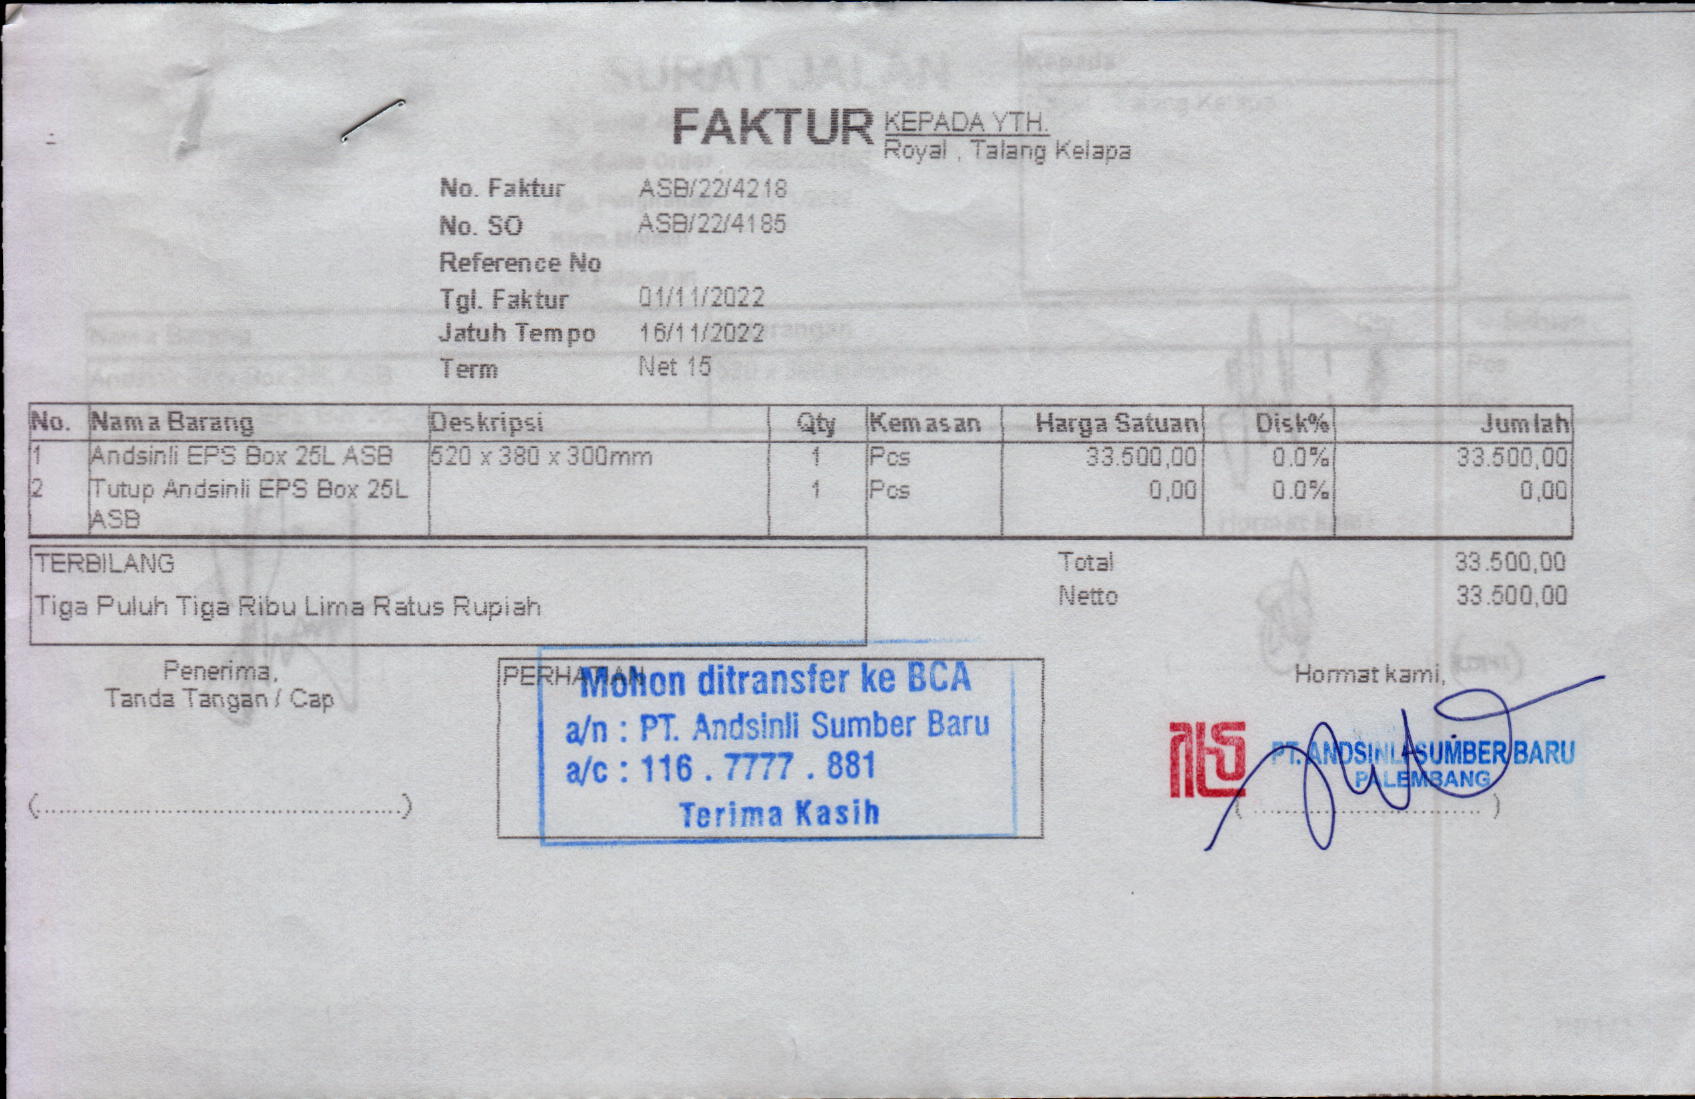 FAKTUR
KEPADA YTH.
Royal , Talang Kelapa
No. Faktur ASB/22/4218
No. SO ASB/22/4185
Reference No
Tgl. Faktur 01/11/2022
Jatuh Tempo 16/11/2022
Term Net 15
No. Nama Barang Deskripsi Qty Kemasan Harga Satuan Disk% Jumlah
1 Andsinli EPS Box 25L ASB 520 x 380 x 300mm 1 Pcs 33.500,00 0.0% 33.500,00
2 Tutup Andsinli EPS Box 25L 1 Pcs 0,00 0.0% 0,00
ASB
TERBILANG
Tiga Puluh Tiga Ribu Lima Ratus Rupiah
Total 33.500,00
Netto 33.500,00
Penerima,
Tanda Tangan / Cap
(..........................................)
PERHATIAN
Mohon ditransfer ke BCA
a/n : PT. Andsinli Sumber Baru
a/c : 116 . 7777 . 881
Terima Kasih
Hormat kami,
PT. ANDSINLI SUMBER BARU
PALEMBANG
( .............................. )